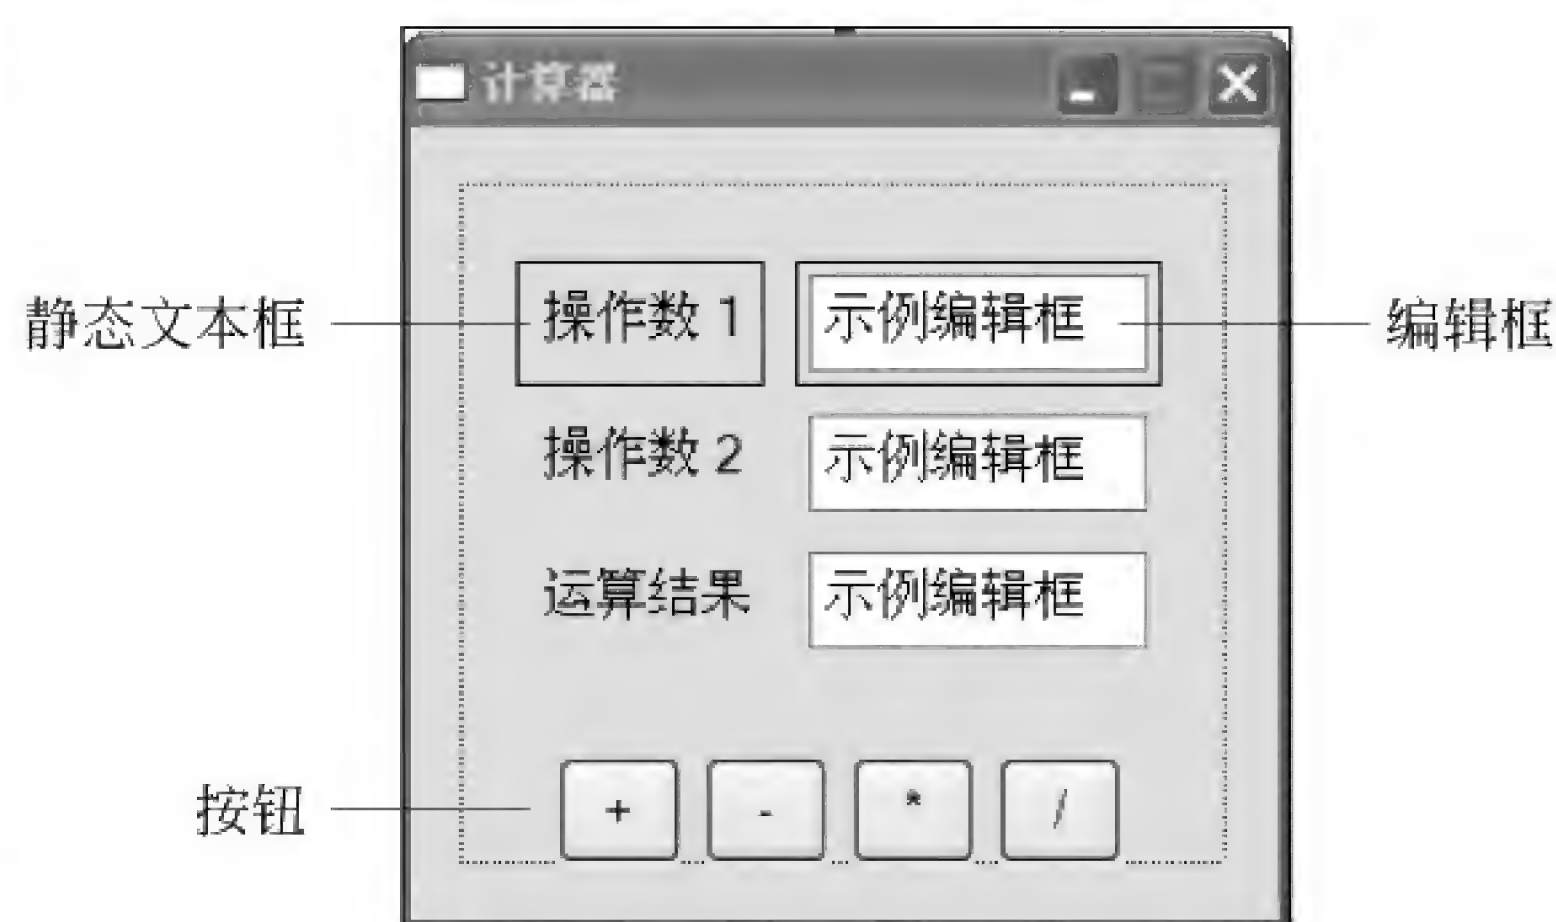 计算器
静态文本框
操作数 1
示例编辑框
编辑框
操作数 2
示例编辑框
运算结果
示例编辑框
按钮
+ - * /